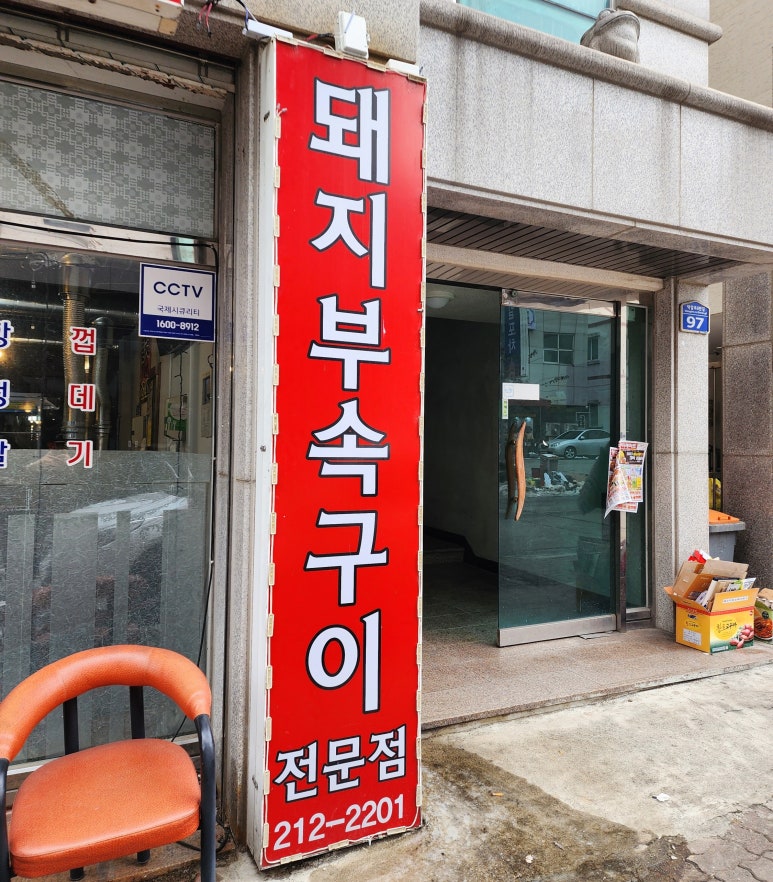 돼지부속구이
전문점
212-2201
CCTV
국제시큐리티
1600-8912
껍데기
97